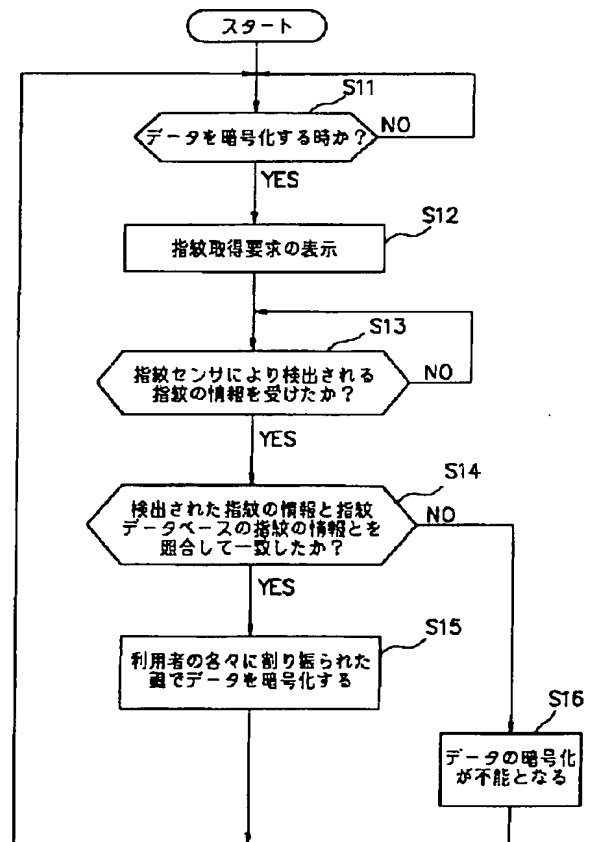 スタート
S11
データを暗号化する時か？
NO
YES
S12
指紋取得要求の表示
S13
指紋センサにより検出される
指紋の情報を受けたか？
NO
YES
S14
検出された指紋の情報と指紋
データベースの指紋の情報とを
照合して一致したか？
NO
YES
S15
利用者の各々に割り振られた
鍵でデータを暗号化する
S16
データの暗号化
が不能となる